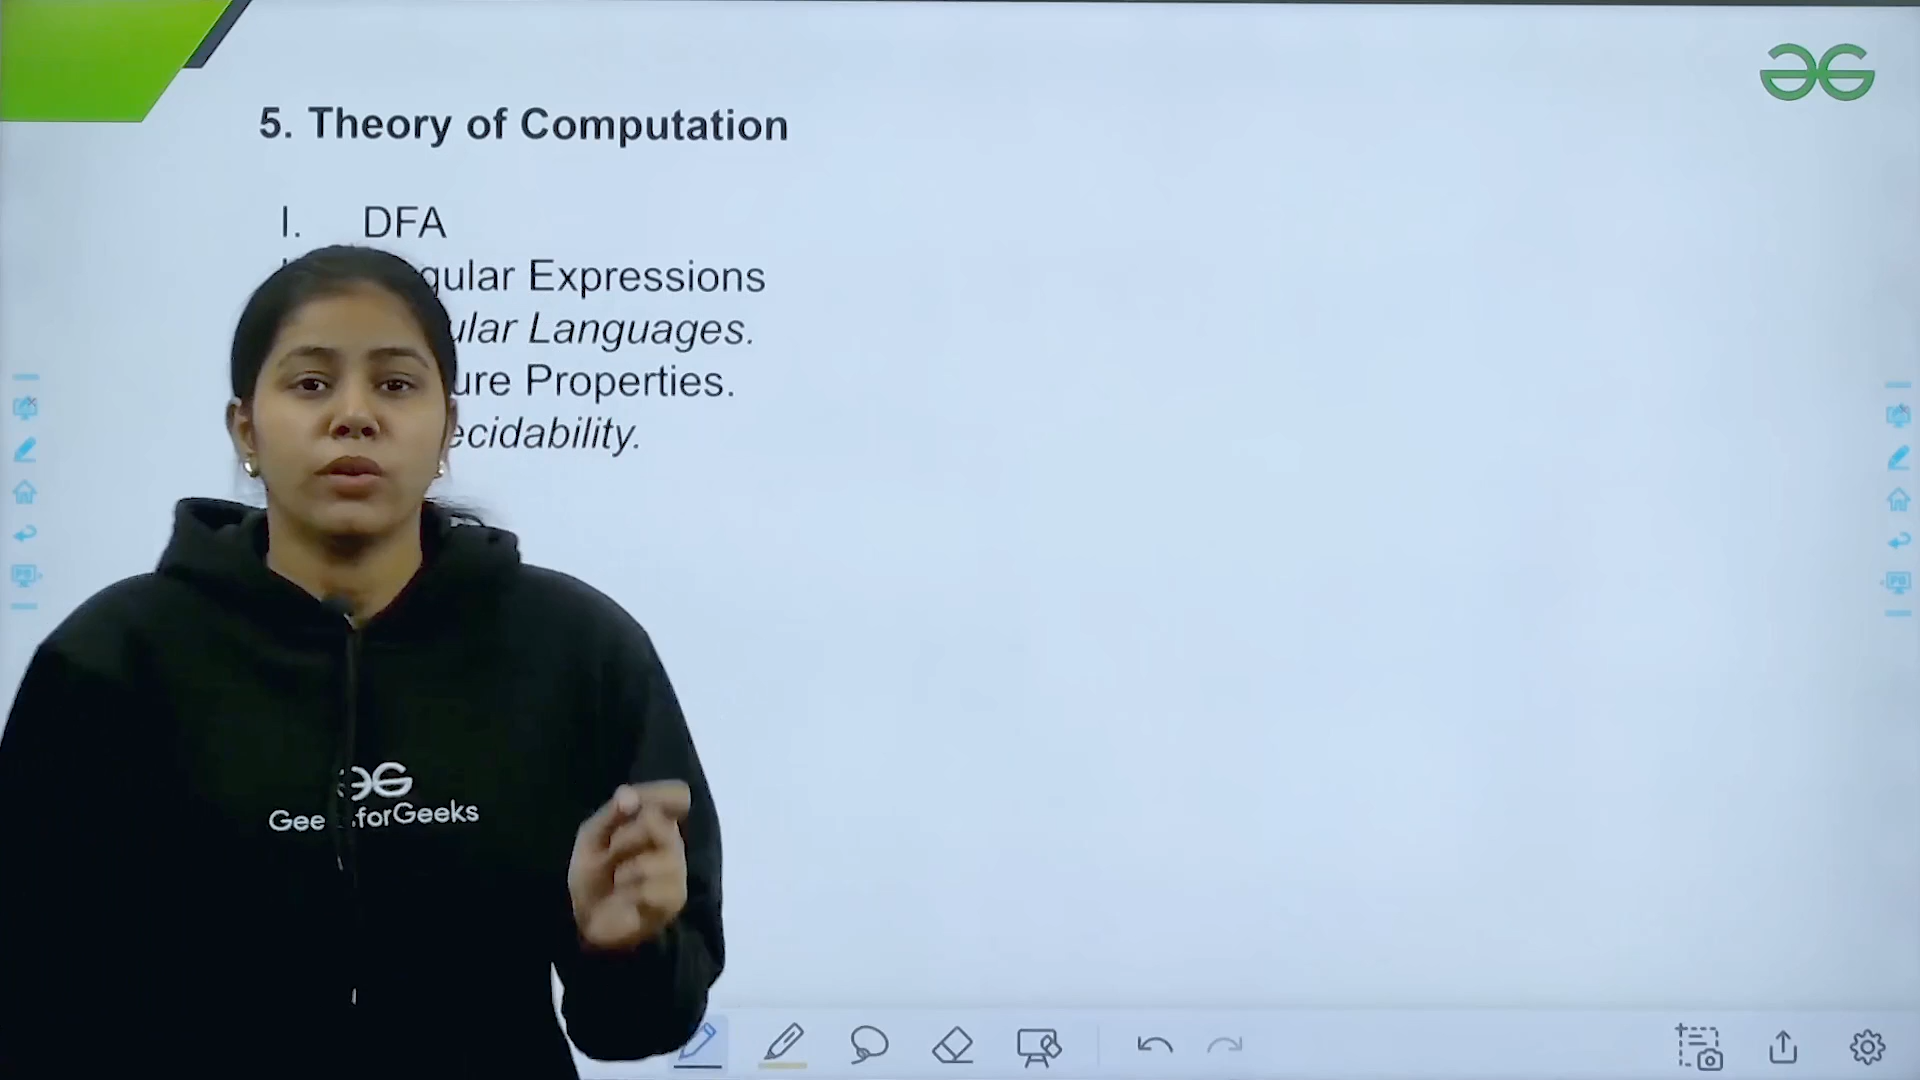 5. Theory of Computation
I. DFA
gular Expressions
ular Languages.
ure Properties.
ecidability.
GeeksforGeeks